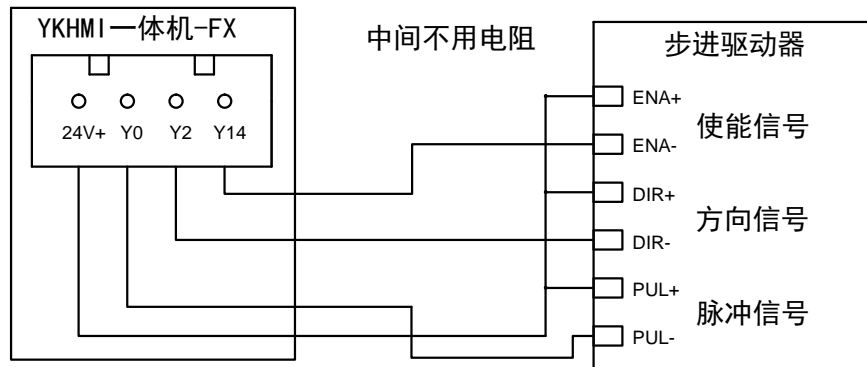 YKHMI一体机-FX
中间不用电阻
步进驱动器
24V+ Y0 Y2 Y14
ENA+
使能信号
ENA-
DIR+
方向信号
DIR-
PUL+
脉冲信号
PUL-